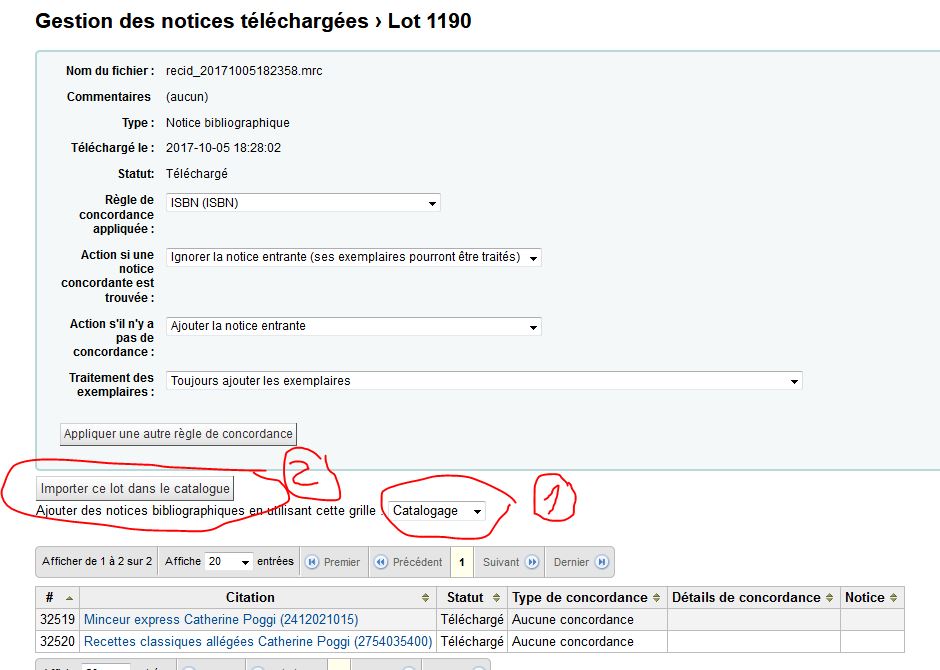 Gestion des notices téléchargées › Lot 1190
Nom du fichier : recid_20171005182358.mrc
Commentaires (aucun)
Type : Notice bibliographique
Téléchargé le : 2017-10-05 18:28:02
Statut: Téléchargé
Règle de
concordance
appliquée :
ISBN (ISBN)
Action si une
notice
concordante est
trouvée :
Ignorer la notice entrante (ses exemplaires pourront être traités)
Action s'il n'y a
pas de
concordance :
Ajouter la notice entrante
Traitement des
exemplaires :
Toujours ajouter les exemplaires
Appliquer une autre règle de concordance
2
Importer ce lot dans le catalogue
1
Ajouter des notices bibliographiques en utilisant cette grille : Catalogage
Afficher de 1 à 2 sur 2 Affiche 20 entrées Premier Précédent 1 Suivant Dernier
# Citation Statut Type de concordance Détails de concordance Notice
32519 Minceur express Catherine Poggi (2412021015) Téléchargé Aucune concordance
32520 Recettes classiques allégées Catherine Poggi (2754035400) Téléchargé Aucune concordance